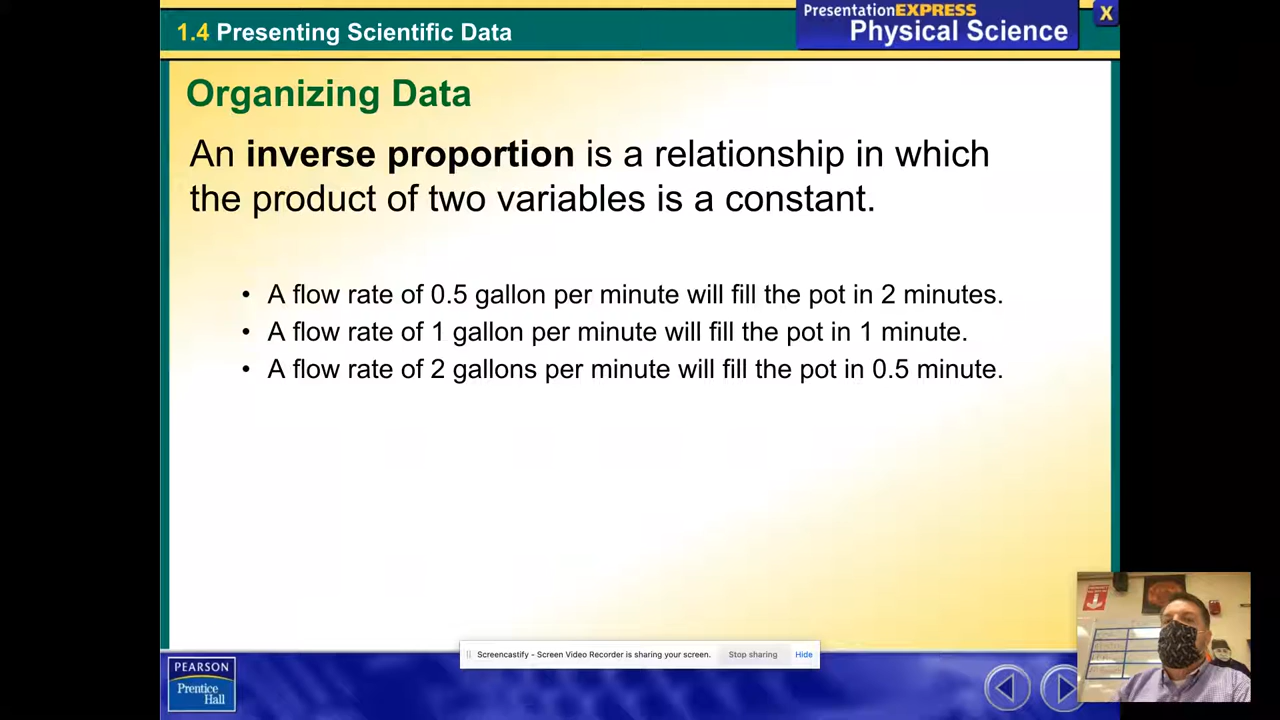 PresentationEXPRESS
X
1.4 Presenting Scientific Data
Physical Science
Organizing Data
An inverse proportion is a relationship in which
the product of two variables is a constant.
• A flow rate of 0.5 gallon per minute will fill the pot in 2 minutes.
• A flow rate of 1 gallon per minute will fill the pot in 1 minute.
• A flow rate of 2 gallons per minute will fill the pot in 0.5 minute.
Screencastify - Screen Video Recorder is sharing your screen. Stop sharing Hide
PEARSON
Prentice
Hall